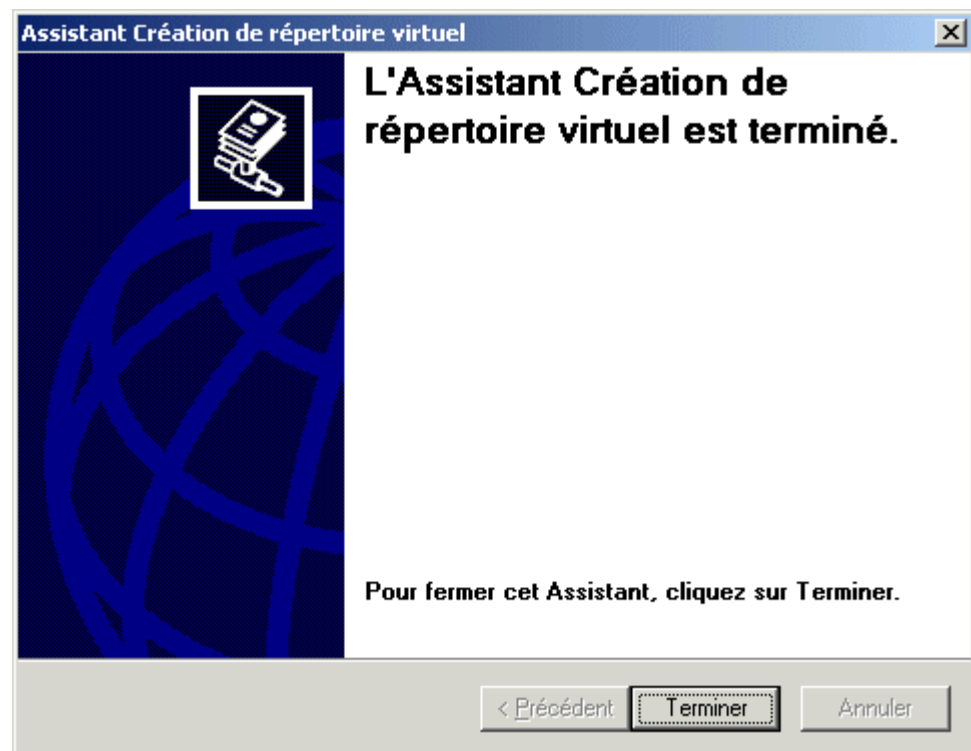 Assistant Création de répertoire virtuel
L'Assistant Création de
répertoire virtuel est terminé.
Pour fermer cet Assistant, cliquez sur Terminer.
< Précédent Terminer Annuler